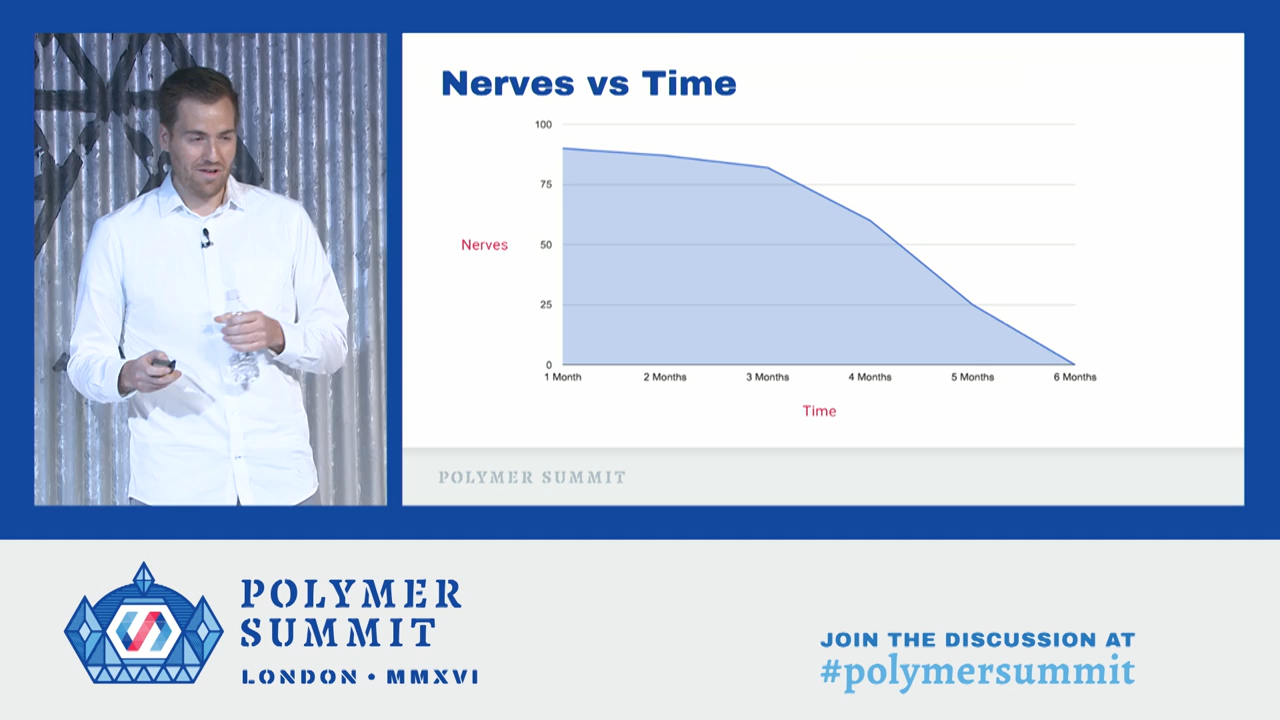 Nerves vs Time
100
75
Nerves
50
25
0
1 Month 2 Months 3 Months 4 Months 5 Months 6 Months
Time
POLYMER SUMMIT
POLYMER
SUMMIT
LONDON • MMXVI
JOIN THE DISCUSSION AT
#polymersummit